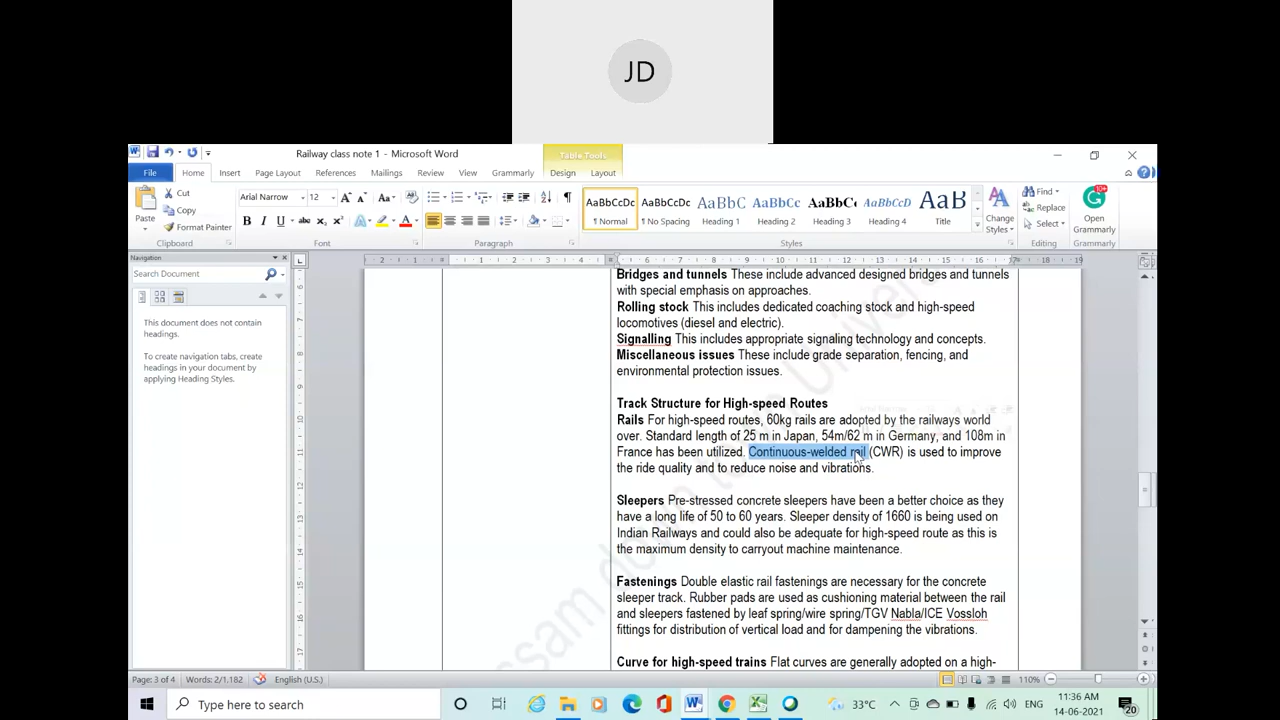 JD
Railway class note 1 - Microsoft Word
Table Tools
File Home Insert Page Layout References Mailings Review View Grammarly Design Layout
Paste
Cut
Copy
Format Painter
Clipboard
Arial Narrow 12
Font
Paragraph
AaBbCcDc AaBbCcDc AaBbC AaBbCc AaBbC AaBbCcD AaB
¶ Normal ¶ No Spacing Heading 1 Heading 2 Heading 3 Heading 4 Title
Change Styles
Styles
Find
Replace
Select
Editing
Open Grammarly
Grammarly
Navigation
Search Document
This document does not contain
headings.
To create navigation tabs, create
headings in your document by
applying Heading Styles.
Bridges and tunnels These include advanced designed bridges and tunnels
with special emphasis on approaches.
Rolling stock This includes dedicated coaching stock and high-speed
locomotives (diesel and electric).
Signalling This includes appropriate signaling technology and concepts.
Miscellaneous issues These include grade separation, fencing, and
environmental protection issues.
Track Structure for High-speed Routes
Rails For high-speed routes, 60kg rails are adopted by the railways world
over. Standard length of 25 m in Japan, 54m/62 m in Germany, and 108m in
France has been utilized. Continuous-welded rail (CWR) is used to improve
the ride quality and to reduce noise and vibrations.
Sleepers Pre-stressed concrete sleepers have been a better choice as they
have a long life of 50 to 60 years. Sleeper density of 1660 is being used on
Indian Railways and could also be adequate for high-speed route as this is
the maximum density to carryout machine maintenance.
Fastenings Double elastic rail fastenings are necessary for the concrete
sleeper track. Rubber pads are used as cushioning material between the rail
and sleepers fastened by leaf spring/wire spring/TGV Nabla/ICE Vossloh
fittings for distribution of vertical load and for dampening the vibrations.
Curve for high-speed trains Flat curves are generally adopted on a high-
Page: 3 of 4 Words: 2/1,182 English (U.S.) 110%
Type here to search
33°C ENG
11:36 AM
14-06-2021
20